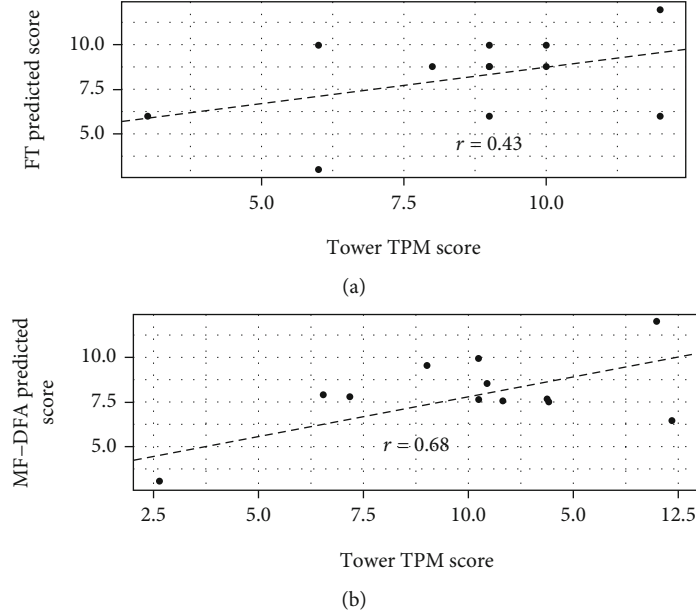 FT predicted score
10.0
7.5
5.0
r = 0.43
5.0 7.5 10.0
Tower TPM score
(a)
MF–DFA predicted
score
10.0
7.5
5.0
r = 0.68
2.5 5.0 7.5 10.0 5.0 12.5
Tower TPM score
(b)